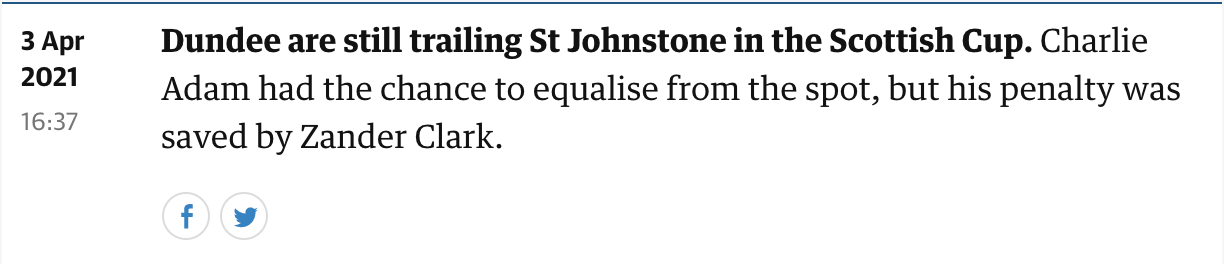 3 Apr
2021
16:37
Dundee are still trailing St Johnstone in the Scottish Cup. Charlie
Adam had the chance to equalise from the spot, but his penalty was
saved by Zander Clark.